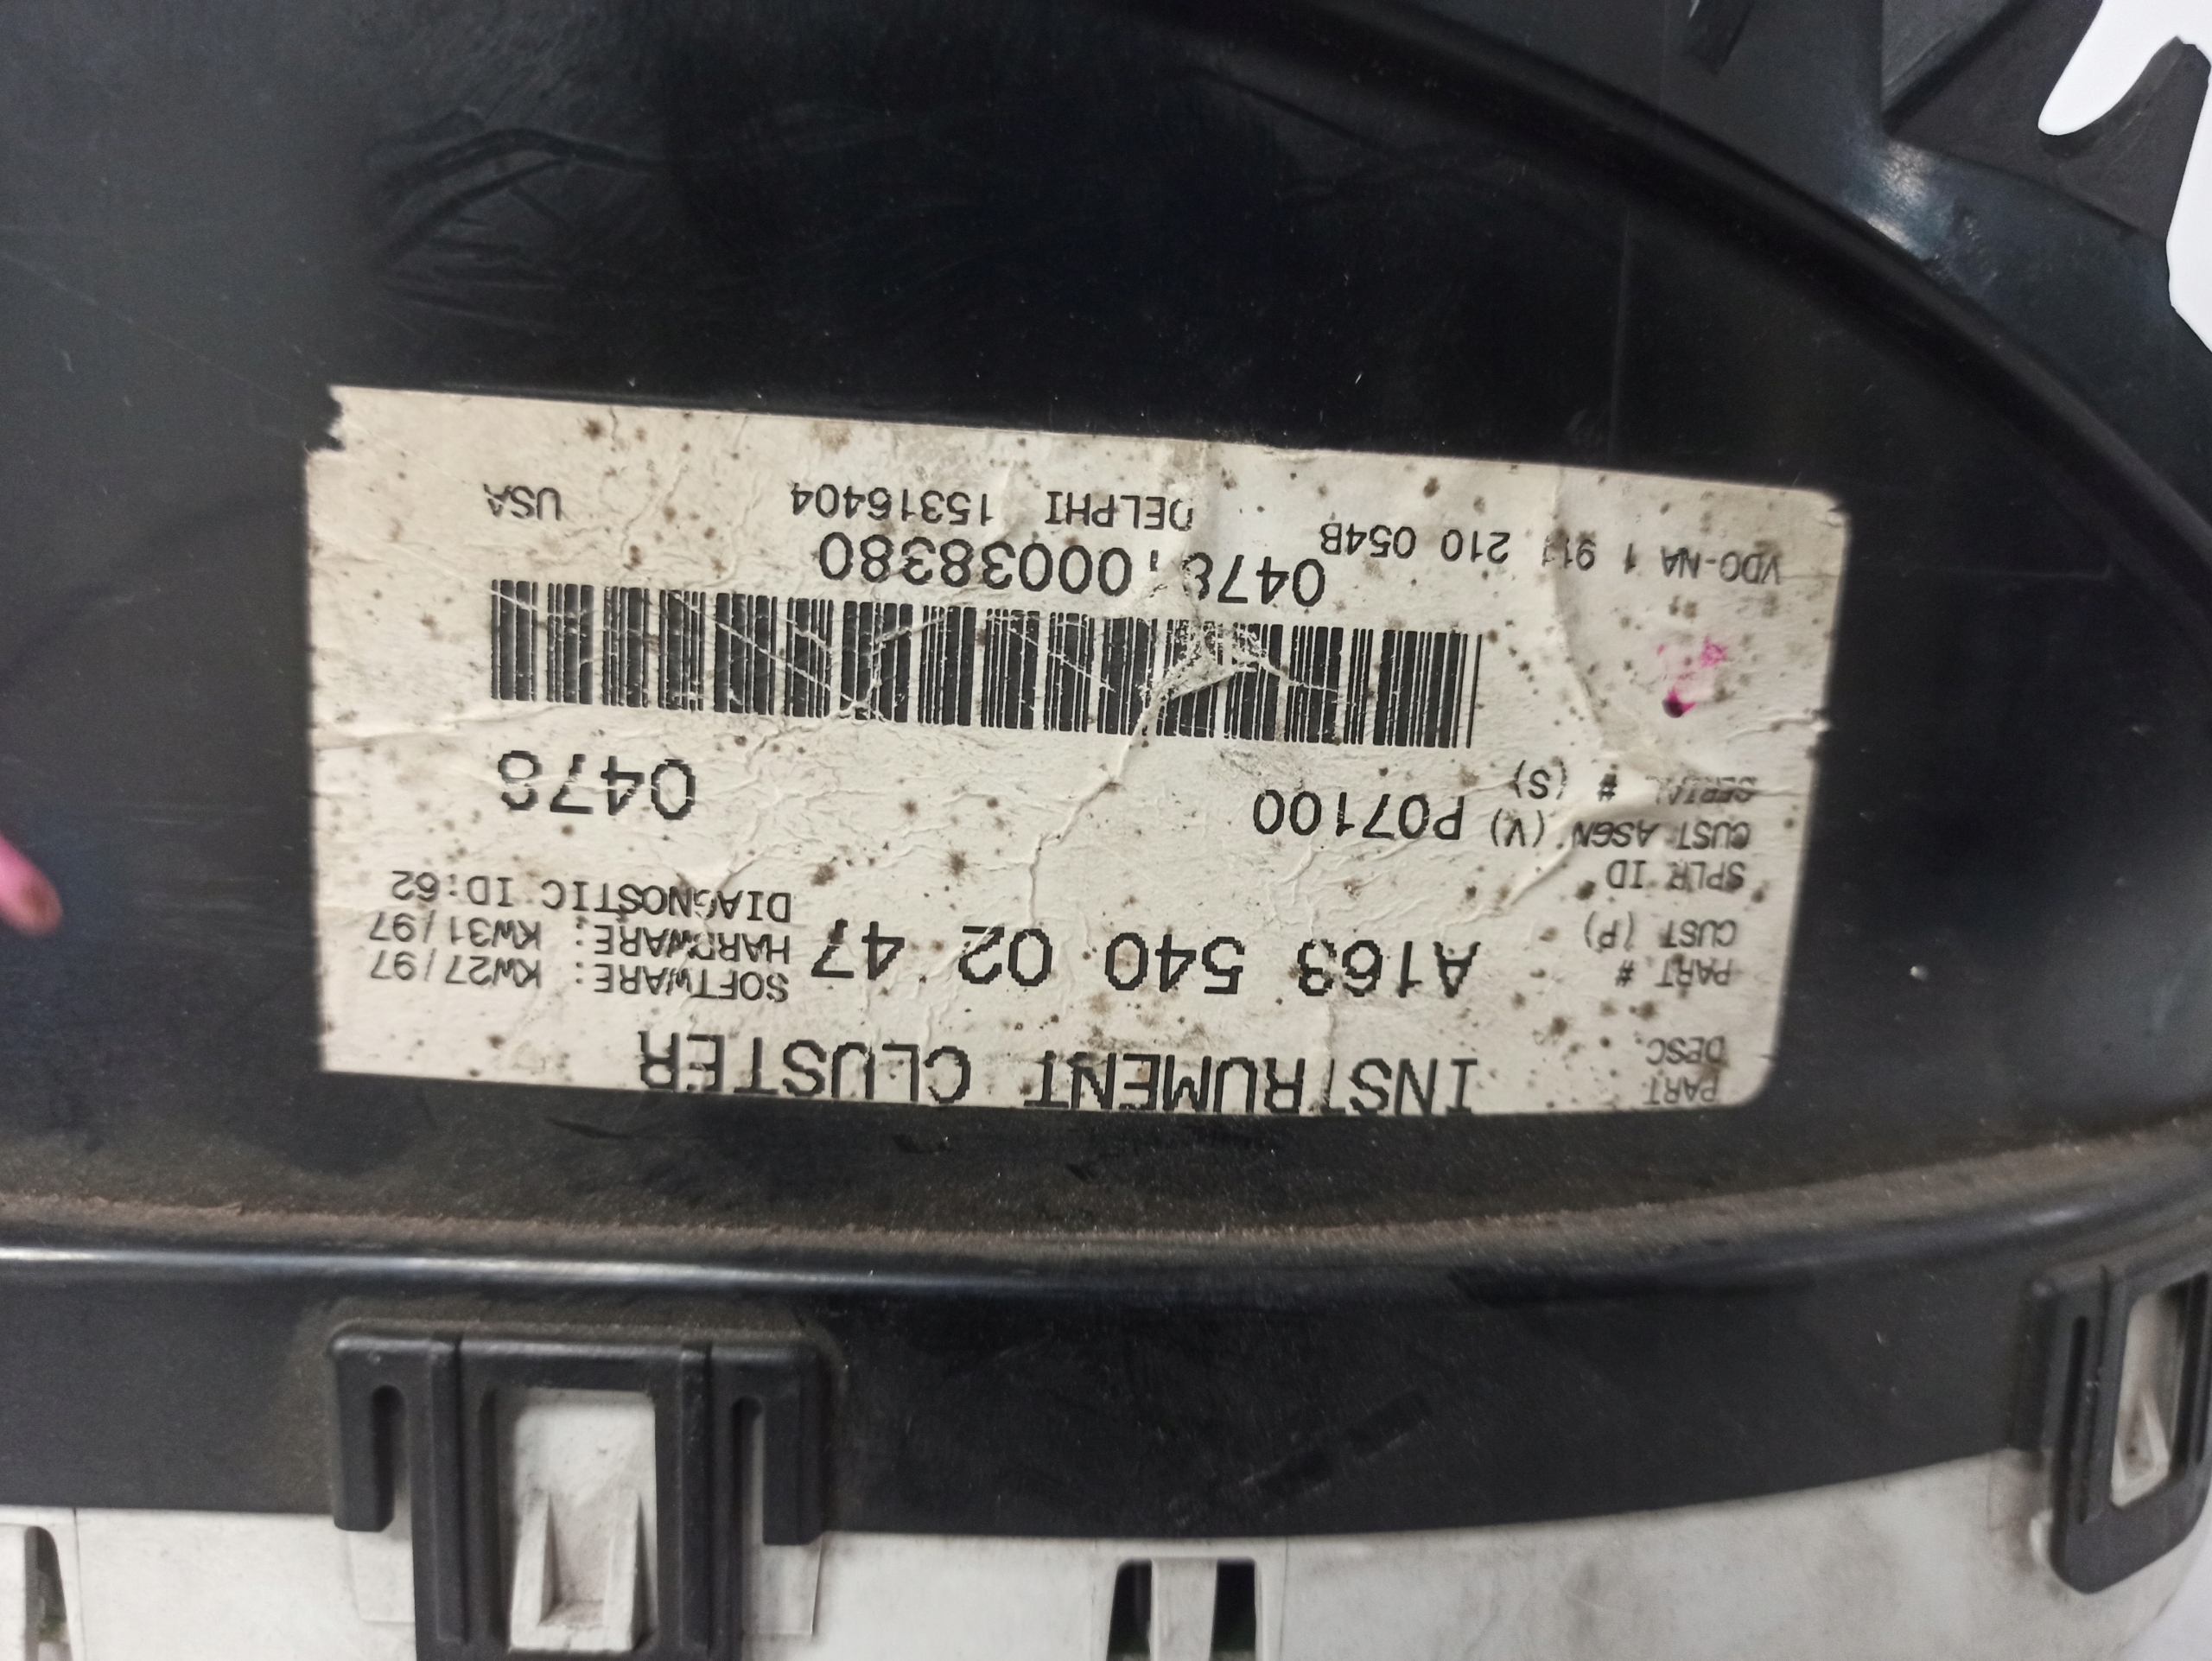 PART DESC. INSTRUMENT CLUSTER
PART # CUST (P) A163 540 02 47
SOFTWARE: KW27/97
HARDWARE: KW31/97
DIAGNOSTIC ID:62
SPLR ID
CUST ASGN (V) P07100
0478
SERIAL # (S)
0478.00038380
VDO-NA 1 911 210 054B
DELPHI 15316404
USA